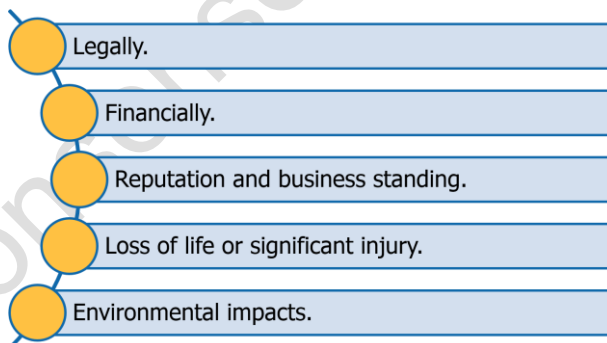 Legally.
Financially.
Reputation and business standing.
Loss of life or significant injury.
Environmental impacts.